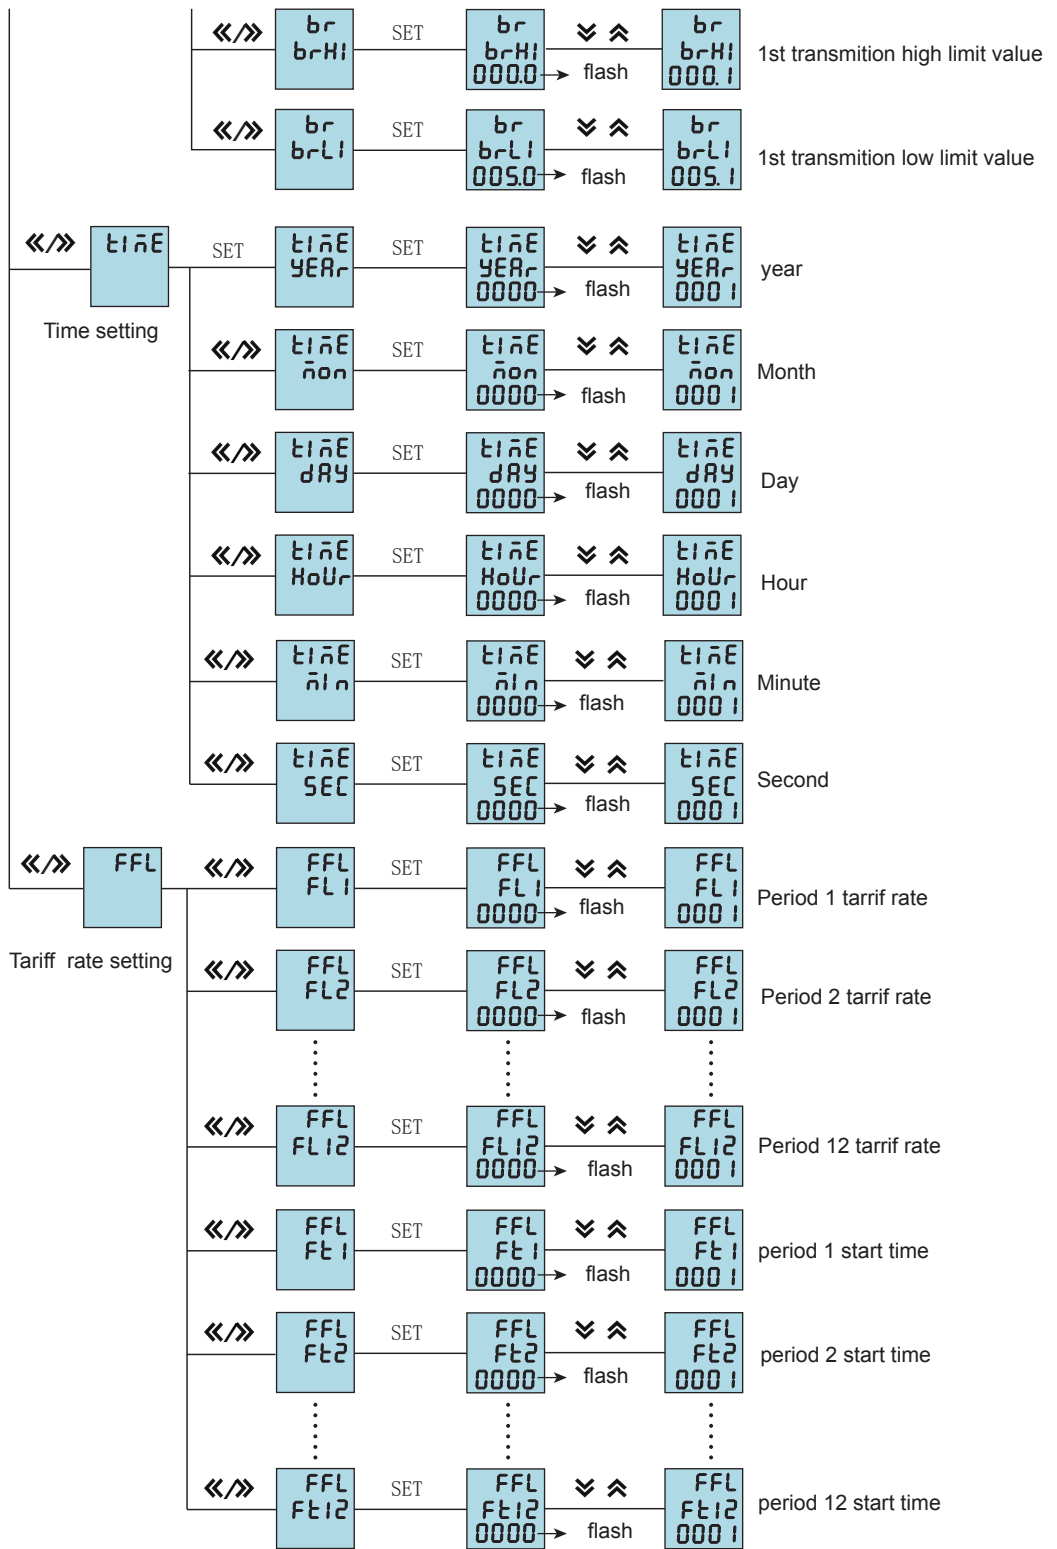 br SET br br
brHI brHI brHI
000.0 flash 000.1 1st transmition high limit value
br SET br br
brLI brLI brLI
005.0 flash 005.1 1st transmition low limit value
tImE SET tImE SET tImE tImE
YEAr YEAr YEAr
0000 flash 0001 year
Time setting
tImE SET tImE tImE
mon mon mon
0000 flash 0001 Month
tImE SET tImE tImE
dAY dAY dAY
0000 flash 0001 Day
tImE SET tImE tImE
HoUr HoUr HoUr
0000 flash 0001 Hour
tImE SET tImE tImE
mIn mIn mIn
0000 flash 0001 Minute
tImE SET tImE tImE
SEC SEC SEC
0000 flash 0001 Second
FFL FFL SET FFL FFL
FL1 FL1 FL1
0000 flash 0001 Period 1 tarrif rate
Tariff rate setting
FFL SET FFL FFL
FL2 FL2 FL2
0000 flash 0001 Period 2 tarrif rate
FFL SET FFL FFL
FL12 FL12 FL12
0000 flash 0001 Period 12 tarrif rate
FFL SET FFL FFL
Ft1 Ft1 Ft1
0000 flash 0001 period 1 start time
FFL SET FFL FFL
Ft2 Ft2 Ft2
0000 flash 0001 period 2 start time
FFL SET FFL FFL
Ft12 Ft12 Ft12
0000 flash 0001 period 12 start time